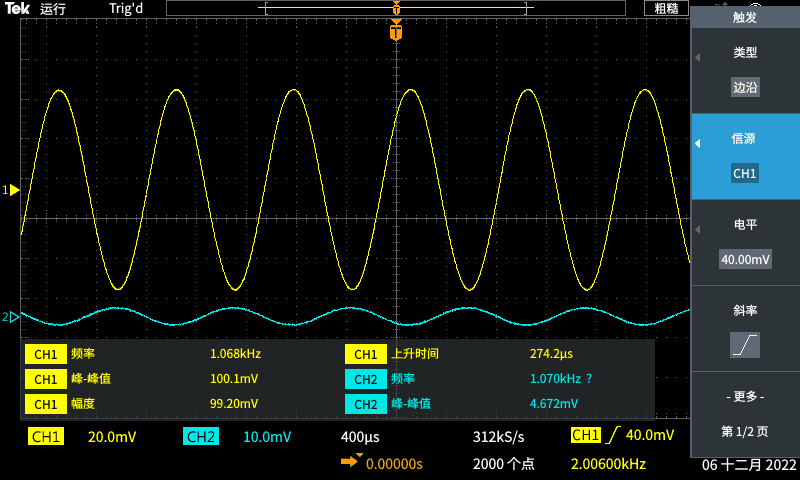 Tek 运行 Trig'd
T
粗糙
触发
T
类型
边沿
信源
CH1
1
电平
40.00mV
斜率
2
CH1 频率 1.068kHz CH1 上升时间 274.2μs
CH1 峰-峰值 100.1mV CH2 频率 1.070kHz ?
CH1 幅度 99.20mV CH2 峰-峰值 4.672mV
- 更多 -
第 1/2 页
CH1 20.0mV CH2 10.0mV 400μs 312kS/s CH1 40.0mV
0.00000s 2000 个点 2.00600kHz 06 十二月 2022